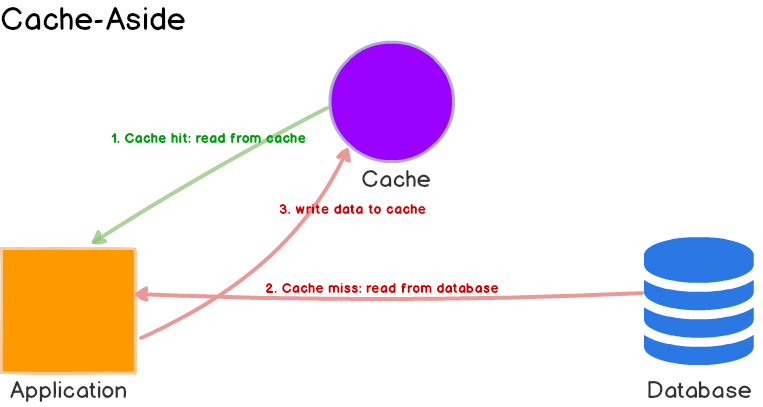 Cache-Aside
1. Cache hit: read from cache
Cache
3. write data to cache
2. Cache miss: read from database
Application
Database